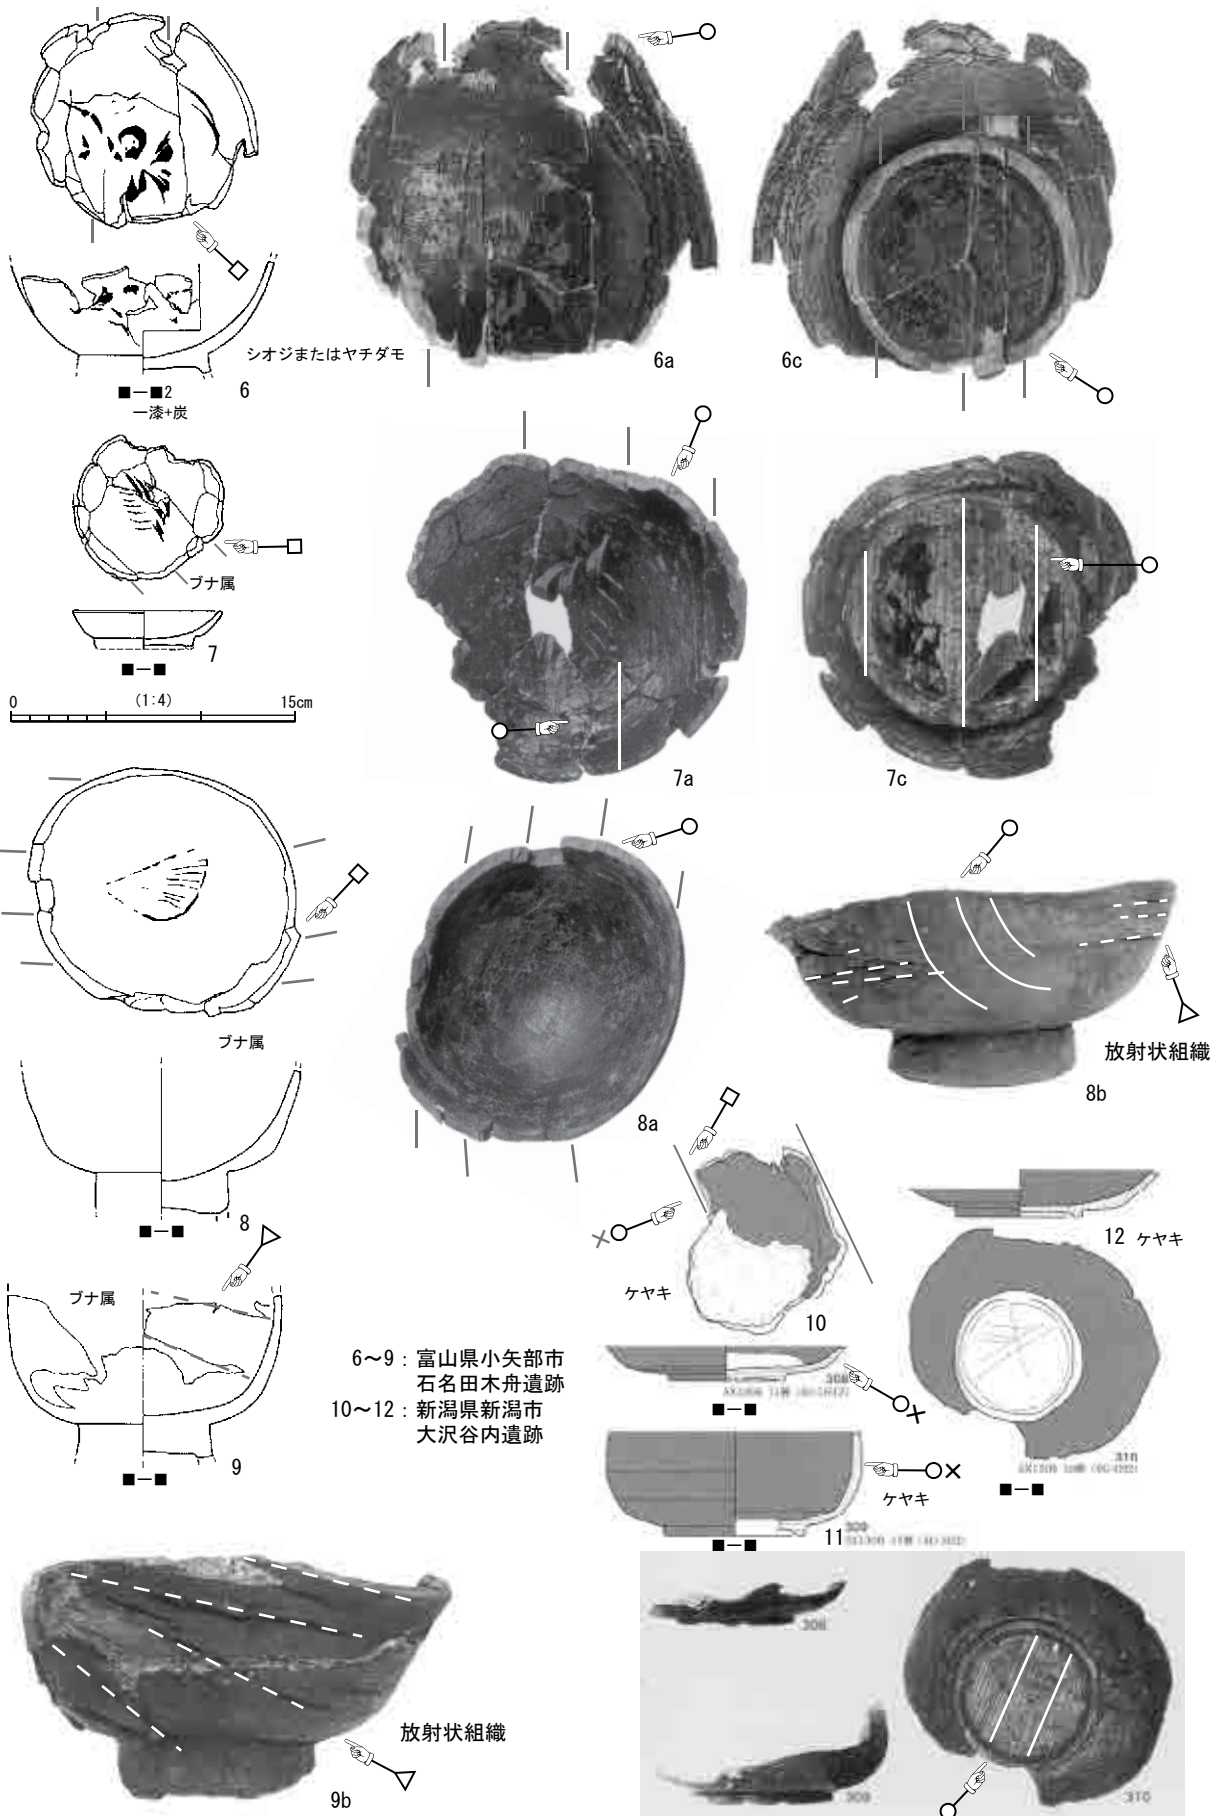 6a
6c
シオジまたはヤチダモ
■－■2
6
－漆+炭
ブナ属
7
■－■
0 (1:4) 15cm
7a
7c
ブナ属
8a
放射状組織
8b
8
■－■
12 ケヤキ
ケヤキ
10
ブナ属
308
■－■
6～9：富山県小矢部市
石名田木舟遺跡
10～12：新潟県新潟市
大沢谷内遺跡
9
■－■
310
■－■
ケヤキ
11 309
■－■
308
放射状組織
9b
309
310